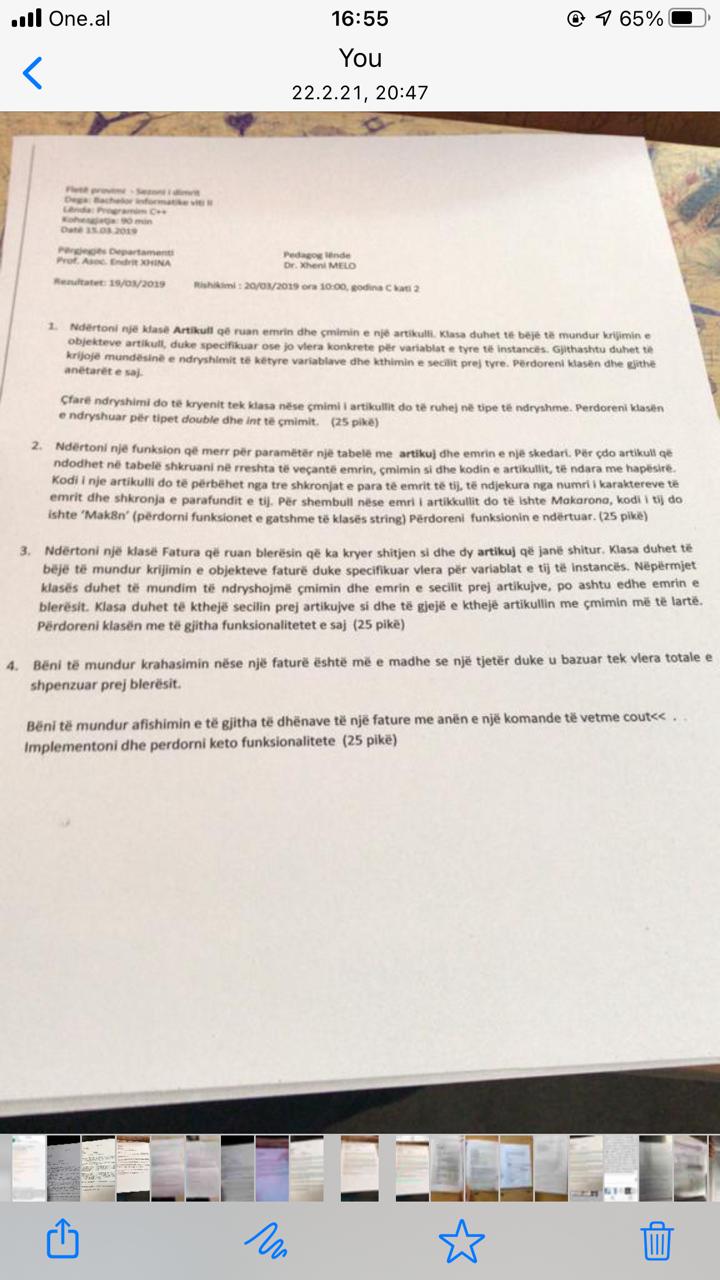 One.al
16:55
65%
You
22.2.21, 20:47
Fletë provimi - Sezoni i dimrit
Dega: Bachelor Informatike viti II
Lënda: Programim C++
Kohëzgjatja: 90 min
Datë 15.03.2019
Përgjegjës Departamenti
Prof. Asoc. Endrit XHINA
Pedagog lënde
Dr. Xheni MELO
Rezultatet: 19/03/2019 Rishikimi : 20/03/2019 ora 10:00, godina C kati 2
1. Ndërtoni një klasë Artikull që ruan emrin dhe çmimin e një artikulli. Klasa duhet të bëjë të mundur krijimin e
objekteve artikull, duke specifikuar ose jo vlera konkrete për variablat e tyre të instancës. Gjithashtu duhet të
krijojë mundësinë e ndryshimit të këtyre variablave dhe kthimin e secilit prej tyre. Përdoreni klasën dhe gjithë
anëtarët e saj.
Çfarë ndryshimi do të kryenit tek klasa nëse çmimi i artikullit do të ruhej në tipe të ndryshme. Perdoreni klasën
e ndryshuar për tipet double dhe int të çmimit. (25 pikë)
2. Ndërtoni një funksion që merr për paramëtër një tabelë me artikuj dhe emrin e një skedari. Për çdo artikull që
ndodhet në tabelë shkruani në rreshta të veçantë emrin, çmimin si dhe kodin e artikullit, të ndara me hapësirë.
Kodi i nje artikulli do të përbëhet nga tre shkronjat e para të emrit të tij, të ndjekura nga numri i karaktereve të
emrit dhe shkronja e parafundit e tij. Për shembull nëse emri i artikkullit do të ishte Makarona, kodi i tij do
ishte ‘Mak8n’ (përdorni funksionet e gatshme të klasës string) Përdoreni funksionin e ndërtuar. (25 pikë)
3. Ndërtoni një klasë Fatura që ruan blerësin që ka kryer shitjen si dhe dy artikuj që janë shitur. Klasa duhet të
bëjë të mundur krijimin e objekteve faturë duke specifikuar vlera për variablat e tij të instancës. Nëpërmjet
klasës duhet të mundim të ndryshojmë çmimin dhe emrin e secilit prej artikujve, po ashtu edhe emrin e
blerësit. Klasa duhet të kthejë secilin prej artikujve si dhe të gjejë e kthejë artikullin me çmimin më të lartë.
Përdoreni klasën me të gjitha funksionalitetet e saj (25 pikë)
4. Bëni të mundur krahasimin nëse një faturë është më e madhe se një tjetër duke u bazuar tek vlera totale e
shpenzuar prej blerësit.
Bëni të mundur afishimin e të gjitha të dhënave të një fature me anën e një komande të vetme cout<< . .
Implementoni dhe perdorni keto funksionalitete (25 pikë)